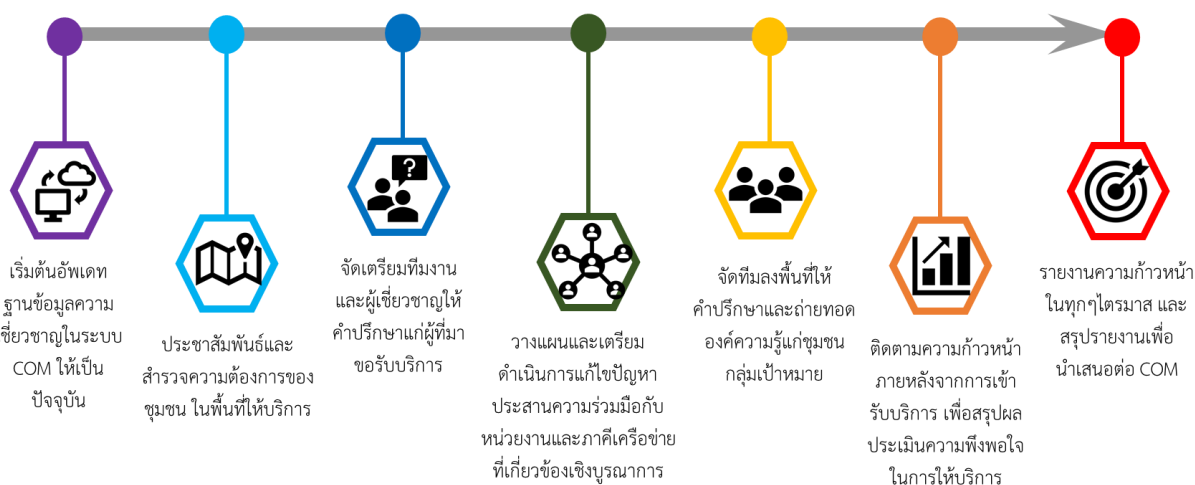 เริ่มต้นอัพเดท
ฐานข้อมูลความ
เชี่ยวชาญในระบบ
COM ให้เป็น
ปัจจุบัน
ประชาสัมพันธ์และ
สำรวจความต้องการของ
ชุมชน ในพื้นที่ให้บริการ
จัดเตรียมทีมงาน
และผู้เชี่ยวชาญให้
คำปรึกษาแก่ผู้ที่มา
ขอรับบริการ
?
วางแผนและเตรียม
ดำเนินการแก้ไขปัญหา
ประสานความร่วมมือกับ
หน่วยงานและภาคีเครือข่าย
ที่เกี่ยวข้องเชิงบูรณาการ
จัดทีมลงพื้นที่ให้
คำปรึกษาและถ่ายทอด
องค์ความรู้แก่ชุมชน
กลุ่มเป้าหมาย
ติดตามความก้าวหน้า
ภายหลังจากการเข้า
รับบริการ เพื่อสรุปผล
ประเมินความพึงพอใจ
ในการให้บริการ
รายงานความก้าวหน้า
ในทุกๆไตรมาส และ
สรุปรายงานเพื่อ
นำเสนอต่อ COM